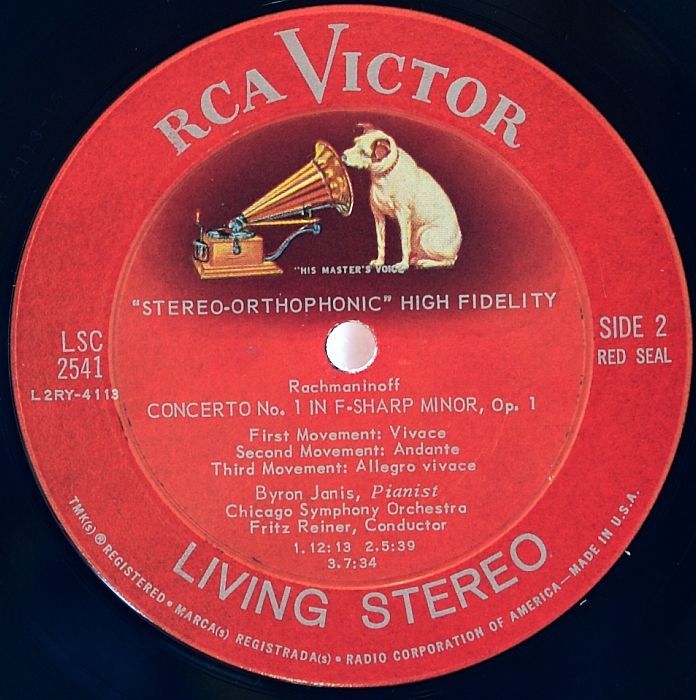 RCA VICTOR
"HIS MASTER'S VOICE"
"STEREO-ORTHOPHONIC" HIGH FIDELITY
LSC
2541
L2RY-4113
SIDE 2
RED SEAL
Rachmaninoff
CONCERTO No. 1 IN F-SHARP MINOR, Op. 1
First Movement: Vivace
Second Movement: Andante
Third Movement: Allegro vivace
Byron Janis, Pianist
Chicago Symphony Orchestra
Fritz Reiner, Conductor
1. 12:13 2. 5:39
3. 7:34
LIVING STEREO
TMK(s) ® REGISTERED • MARCA(s) REGISTRADA(s) • RADIO CORPORATION OF AMERICA—MADE IN U.S.A.